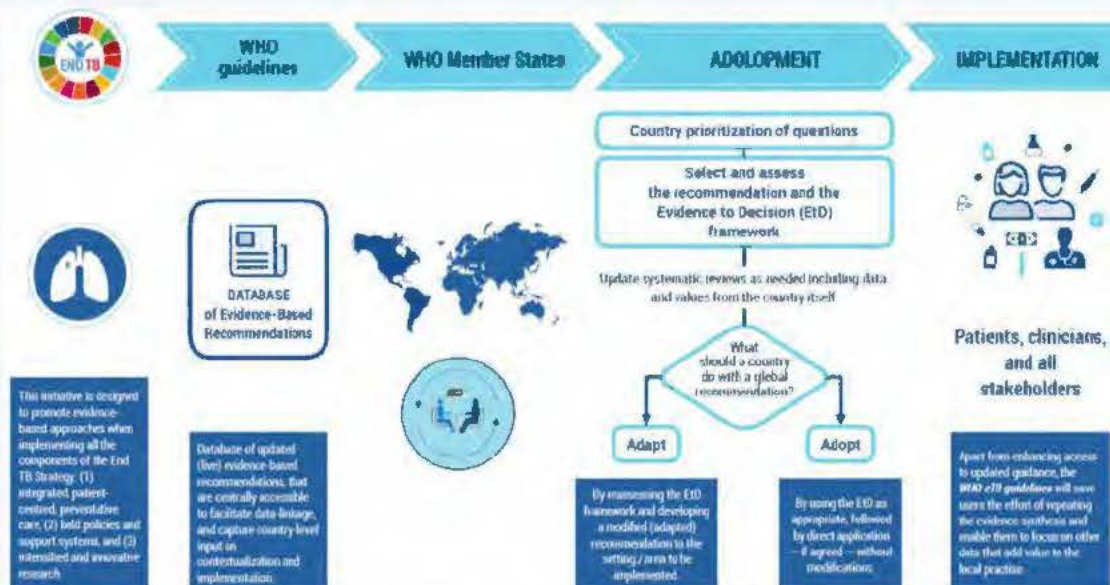 END TB
WHO
guidelines
WHO Member States
ADOLOPMENT
IMPLEMENTATION
Country prioritization of questions
Select and assess
the recommendation and the
Evidence to Decision (EtD)
framework
Update systematic reviews as needed including data
and values from the country itself
What
should a country
do with a global
recommendation?
Adapt
Adopt
DATABASE
of Evidence-Based
Recommendations
Patients, clinicians,
and all
stakeholders
This initiative is designed
to promote evidence-
based approaches when
implementing all the
components of the End
TB Strategy: (1)
integrated, patient-
centred, preventative
care, (2) bold policies and
support systems, and (3)
intensified and innovative
research
Database of updated
(live) evidence-based
recommendations, that
are centrally accessible
to facilitate data-linkage,
and capture country-level
input on
contextualization and
implementation
By reassessing the EtD
framework and developing
a modified (adapted)
recommendation to the
setting / area to be
implemented
By using the EtD as
appropriate, followed
by direct application
— if agreed — without
modifications
Apart from enhancing access
to updated guidance, the
WHO eTB guidelines will save
users the effort of repeating
the evidence synthesis and
enable them to focus on other
data that add value to the
local practise